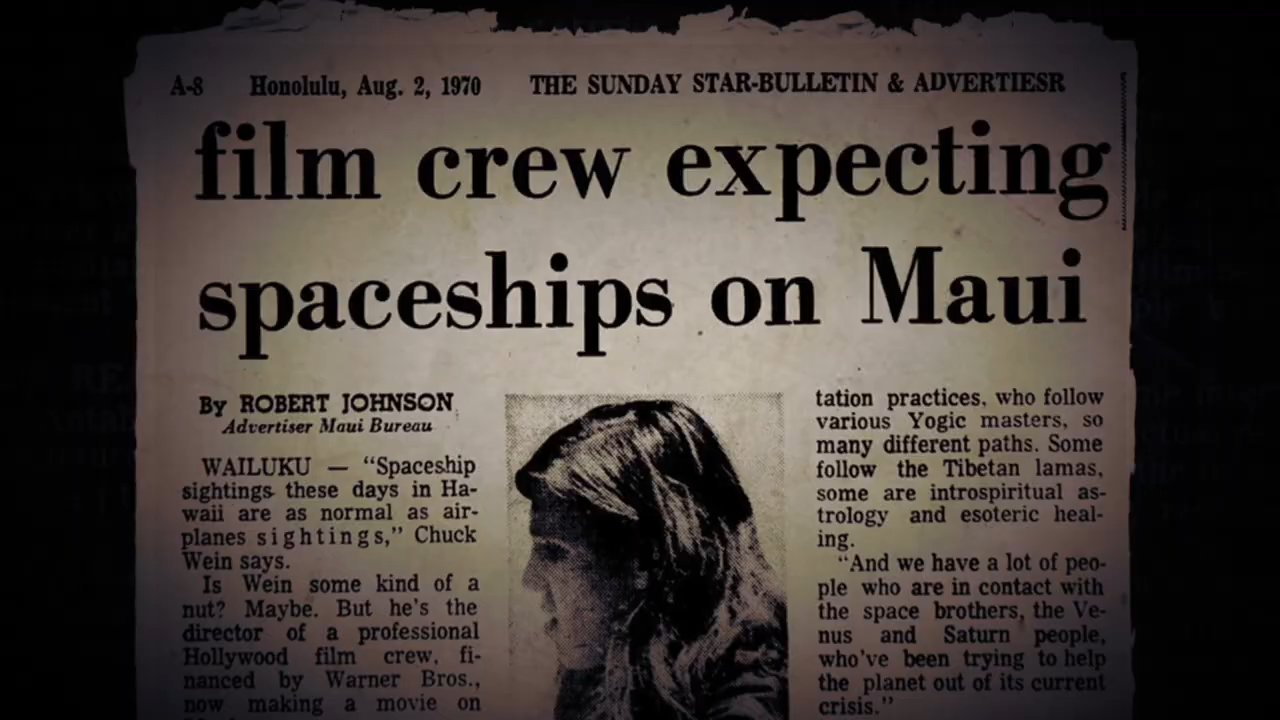 A-8 Honolulu, Aug. 2, 1970 THE SUNDAY STAR-BULLETIN & ADVERTIESR
film crew expecting
spaceships on Maui
By ROBERT JOHNSON
Advertiser Maui Bureau
WAILUKU — “Spaceship
sightings these days in Ha-
waii are as normal as air-
planes sightings,” Chuck
Wein says.
Is Wein some kind of a
nut? Maybe. But he's the
director of a professional
Hollywood film crew, fi-
nanced by Warner Bros.,
now making a movie on
tation practices, who follow
various Yogic masters, so
many different paths. Some
follow the Tibetan lamas,
some are introspiritual as-
trology and esoteric heal-
ing.
“And we have a lot of peo-
ple who are in contact with
the space brothers, the Ve-
nus and Saturn people,
who've been trying to help
the planet out of its current
crisis.”